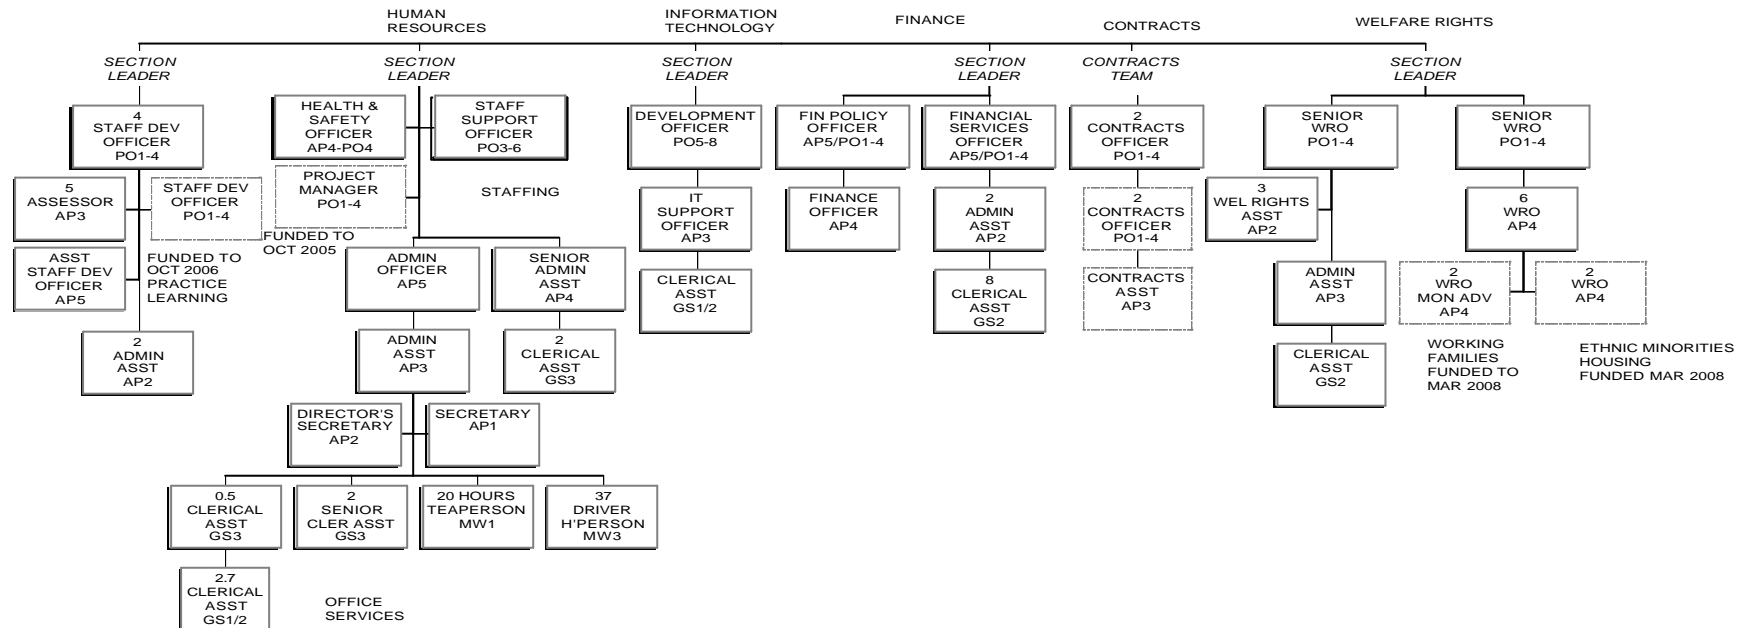 HUMAN
RESOURCES
INFORMATION
TECHNOLOGY
FINANCE
CONTRACTS
WELFARE RIGHTS
SECTION
LEADER
SECTION
LEADER
SECTION
LEADER
SECTION
LEADER
CONTRACTS
TEAM
SECTION
LEADER
4
STAFF DEV
OFFICER
PO1-4
HEALTH &
SAFETY
OFFICER
AP4-PO4
STAFF
SUPPORT
OFFICER
PO3-6
DEVELOPMENT
OFFICER
PO5-8
FIN POLICY
OFFICER
AP5/PO1-4
FINANCIAL
SERVICES
OFFICER
AP5/PO1-4
2
CONTRACTS
OFFICER
PO1-4
SENIOR
WRO
PO1-4
SENIOR
WRO
PO1-4
5
ASSESSOR
AP3
STAFF DEV
OFFICER
PO1-4
PROJECT
MANAGER
PO1-4
STAFFING
IT
SUPPORT
OFFICER
AP3
FINANCE
OFFICER
AP4
2
ADMIN
ASST
AP2
2
CONTRACTS
OFFICER
PO1-4
3
WEL RIGHTS
ASST
AP2
6
WRO
AP4
FUNDED TO
OCT 2005
ASST
STAFF DEV
OFFICER
AP5
FUNDED TO
OCT 2006
PRACTICE
LEARNING
ADMIN
OFFICER
AP5
SENIOR
ADMIN
ASST
AP4
CLERICAL
ASST
GS1/2
8
CLERICAL
ASST
GS2
CONTRACTS
ASST
AP3
ADMIN
ASST
AP3
2
WRO
MON ADV
AP4
2
WRO
AP4
2
ADMIN
ASST
AP2
ADMIN
ASST
AP3
2
CLERICAL
ASST
GS3
CLERICAL
ASST
GS2
WORKING
FAMILIES
FUNDED TO
MAR 2008
ETHNIC MINORITIES
HOUSING
FUNDED MAR 2008
DIRECTOR'S
SECRETARY
AP2
SECRETARY
AP1
0.5
CLERICAL
ASST
GS3
2
SENIOR
CLER ASST
GS3
20 HOURS
TEAPERSON
MW1
37
DRIVER
H'PERSON
MW3
2.7
CLERICAL
ASST
GS1/2
OFFICE
SERVICES